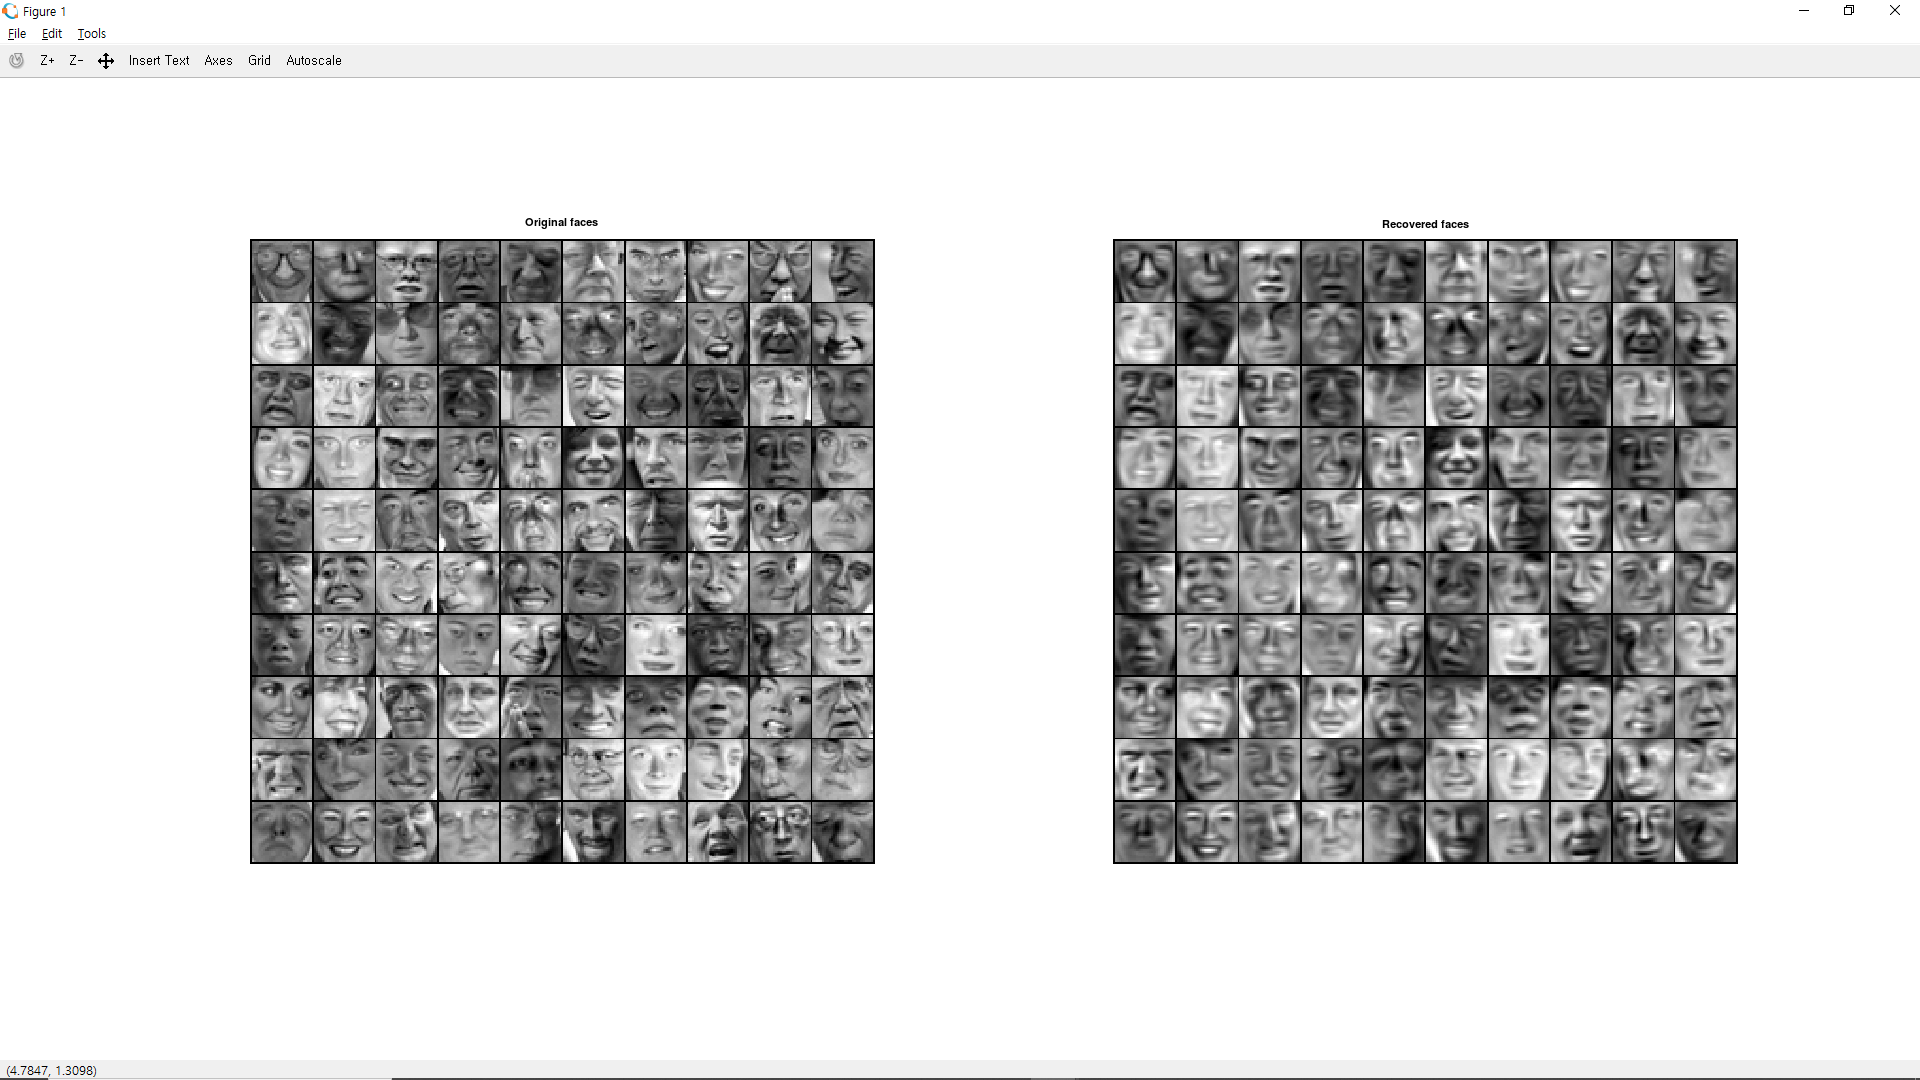 Figure 1
File Edit Tools
Z+ Z- Insert Text Axes Grid Autoscale
Original faces
Recovered faces
(4.7847, 1.3098)